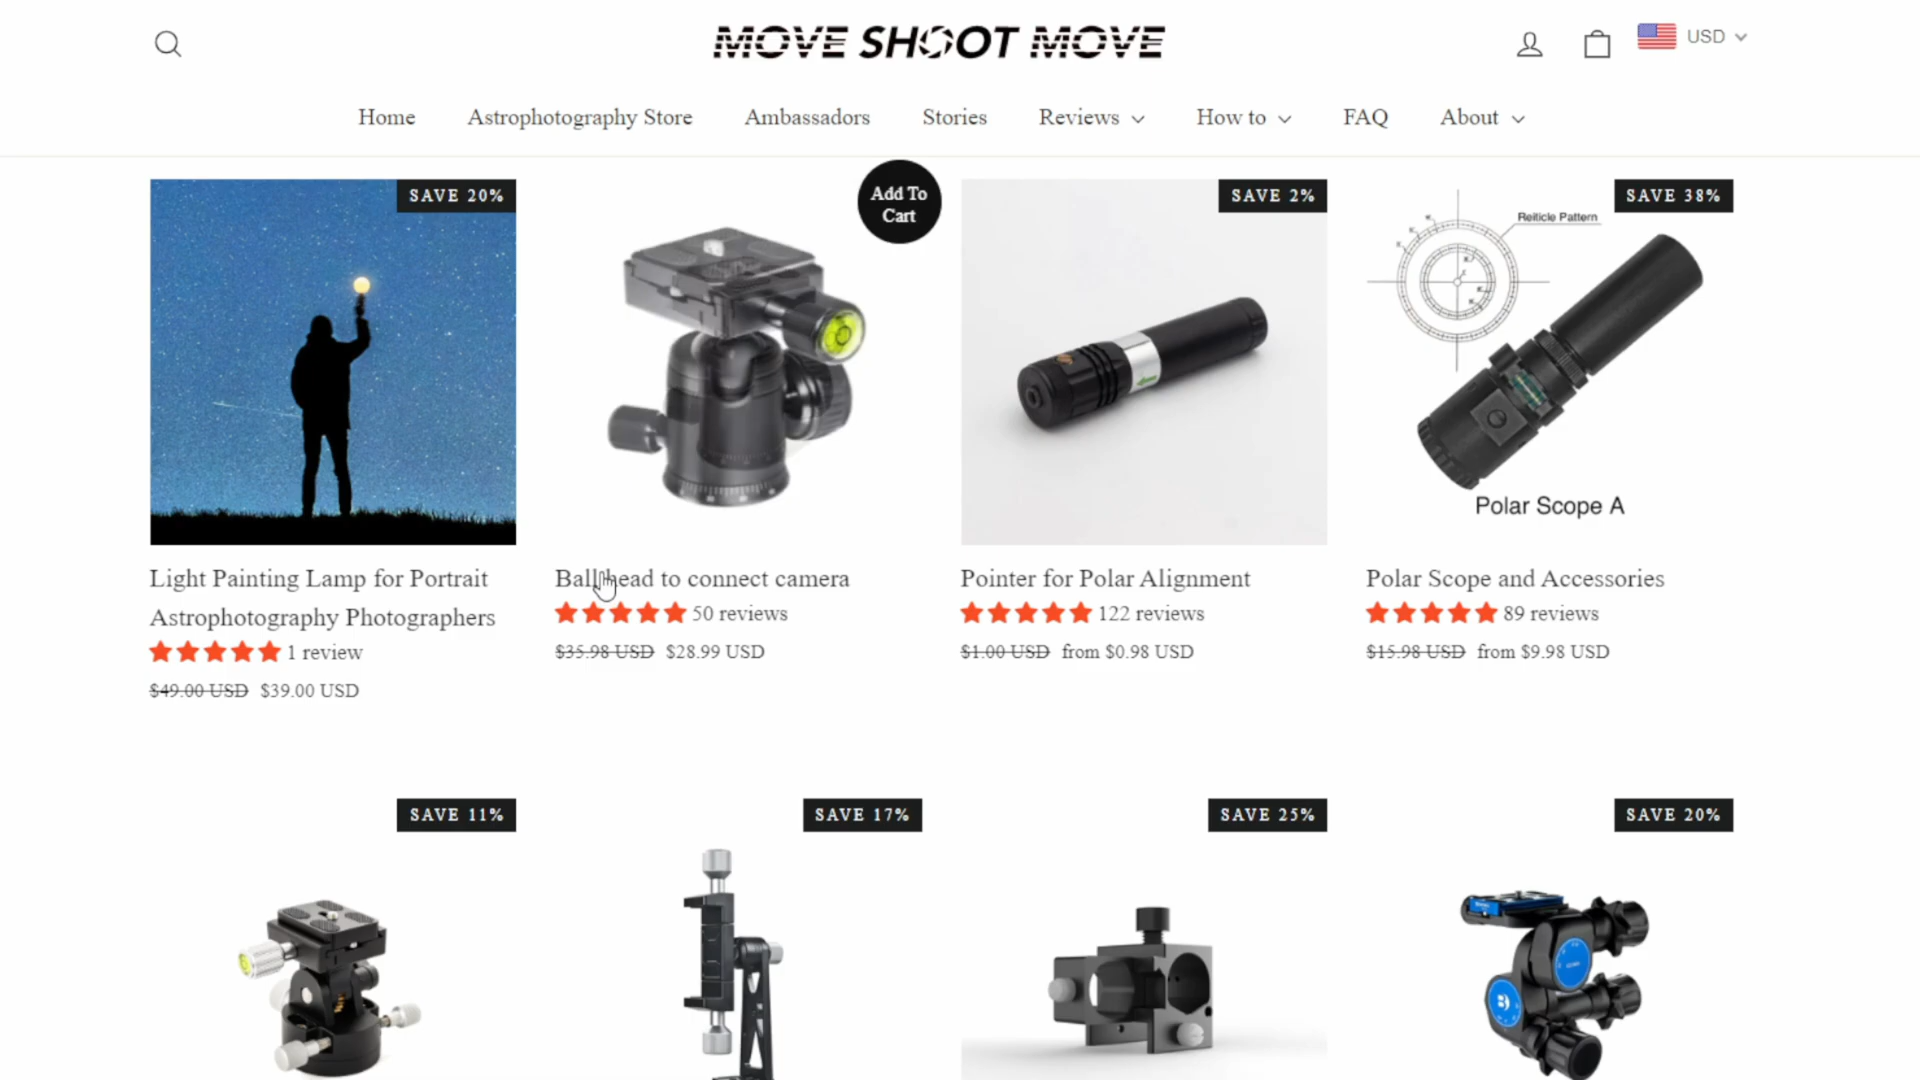 MOVE SHOOT MOVE
USD
Home Astrophotography Store Ambassadors Stories Reviews How to FAQ About
SAVE 20%
Add To
Cart
SAVE 2%
SAVE 38%
Reiticle Pattern
Polar Scope A
Light Painting Lamp for Portrait
Astrophotography Photographers
1 review
$49.00 USD $39.00 USD
Ball head to connect camera
50 reviews
$35.98 USD $28.99 USD
Pointer for Polar Alignment
122 reviews
$1.00 USD from $0.98 USD
Polar Scope and Accessories
89 reviews
$15.98 USD from $9.98 USD
SAVE 11%
SAVE 17%
SAVE 25%
SAVE 20%